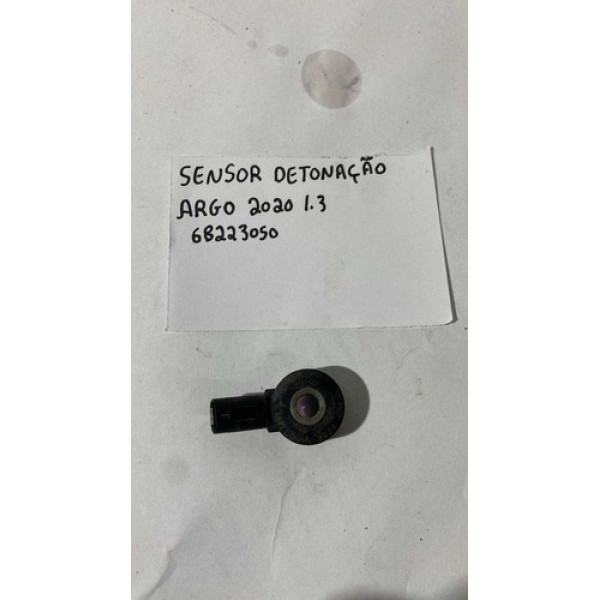 SENSOR DETONAÇÃO
ARGO 2020 1.3
68223050